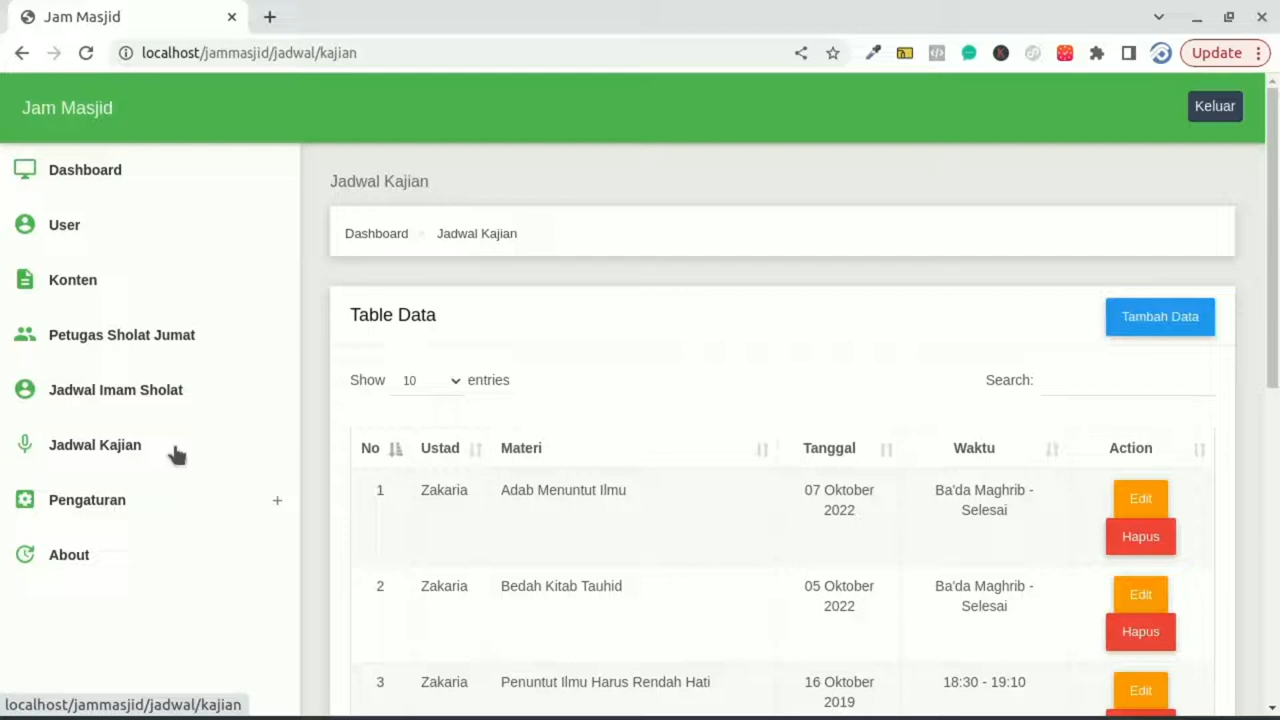 Jam Masjid
localhost/jammasjid/jadwal/kajian
Update
Jam Masjid
Keluar
Dashboard
User
Konten
Petugas Sholat Jumat
Jadwal Imam Sholat
Jadwal Kajian
Pengaturan +
About
Jadwal Kajian
Dashboard Jadwal Kajian
Table Data
Tambah Data
Show 10 entries
Search:
No Ustad Materi Tanggal Waktu Action
1 Zakaria Adab Menuntut Ilmu 07 Oktober Ba'da Maghrib - Edit
2022 Selesai
Hapus
2 Zakaria Bedah Kitab Tauhid 05 Oktober Ba'da Maghrib - Edit
2022 Selesai
Hapus
3 Zakaria Penuntut Ilmu Harus Rendah Hati 16 Oktober 18:30 - 19:10 Edit
2019
localhost/jammasjid/jadwal/kajian